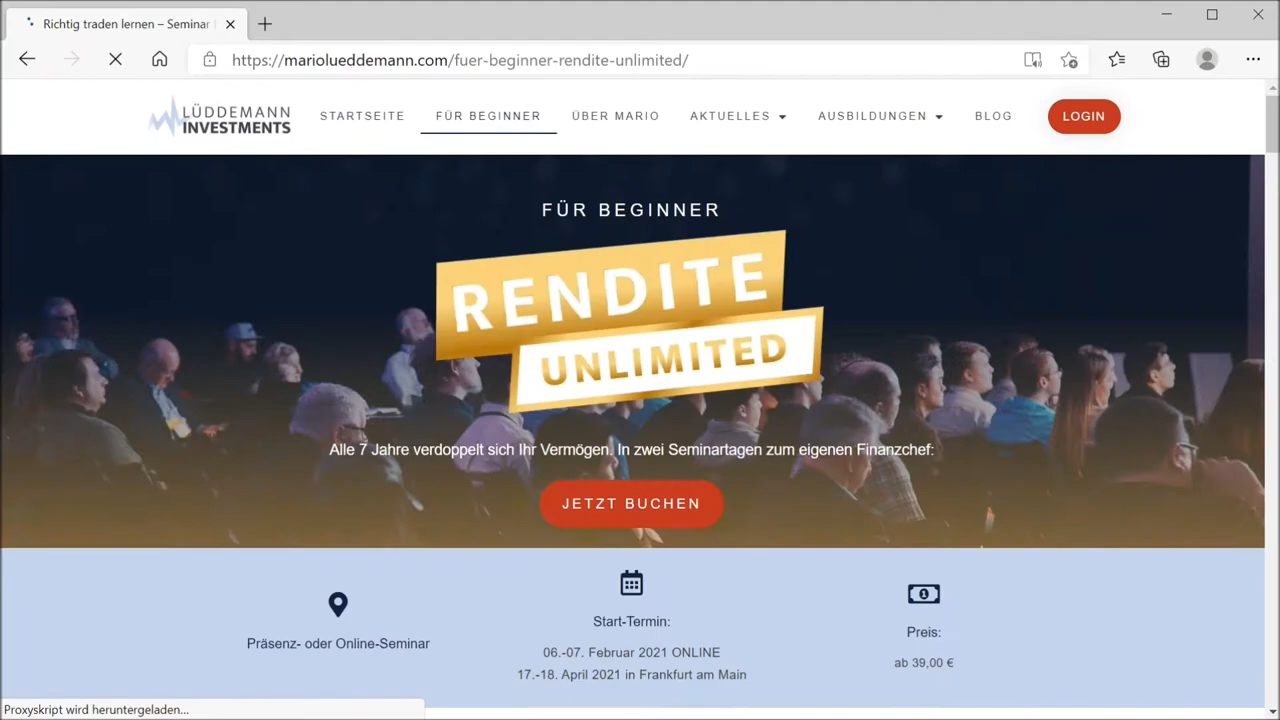 Richtig traden lernen – Seminar
https://mariolueddemann.com/fuer-beginner-rendite-unlimited/
LÜDDEMANN
INVESTMENTS
STARTSEITE
FÜR BEGINNER
ÜBER MARIO
AKTUELLES
AUSBILDUNGEN
BLOG
LOGIN
FÜR BEGINNER
RENDITE
UNLIMITED
Alle 7 Jahre verdoppelt sich Ihr Vermögen. In zwei Seminartagen zum eigenen Finanzchef:
JETZT BUCHEN
Präsenz- oder Online-Seminar
Start-Termin:
06.-07. Februar 2021 ONLINE
17.-18. April 2021 in Frankfurt am Main
Preis:
ab 39,00 €
Proxyskript wird heruntergeladen...